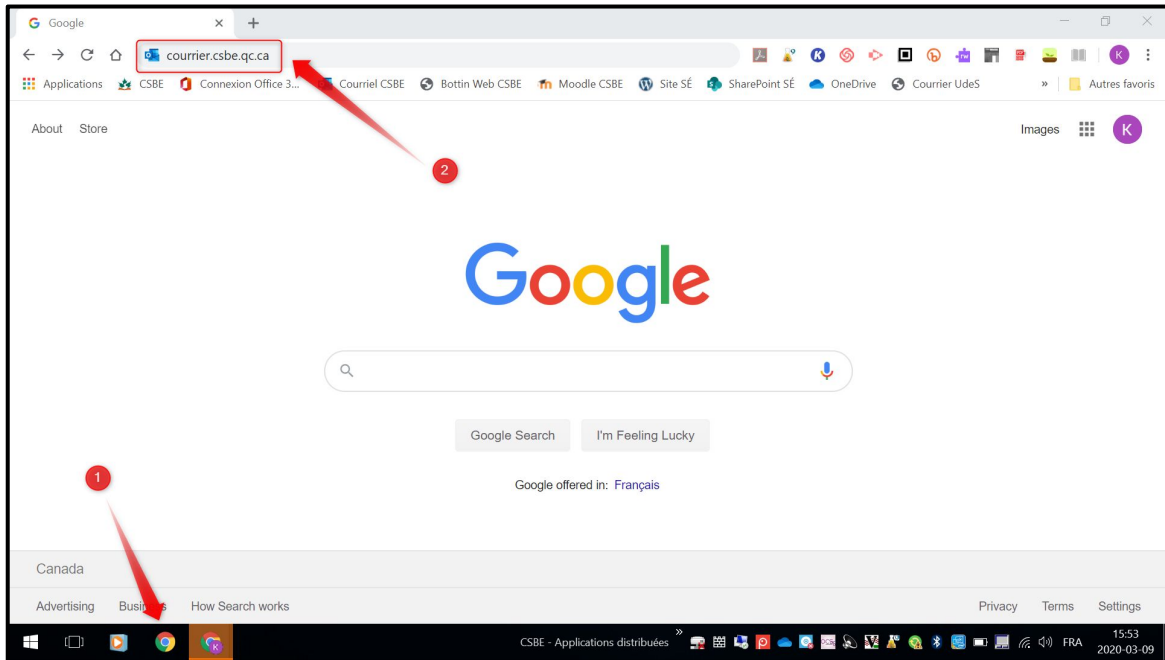 Google
courrier.csbe.qc.ca
Applications CSBE Connexion Office 3... Courriel CSBE Bottin Web CSBE Moodle CSBE Site SÉ SharePoint SÉ OneDrive Courrier UdeS » Autres favoris
About Store Images K
2
Google
Google Search I'm Feeling Lucky
1
Google offered in: Français
Canada
Advertising Business How Search works Privacy Terms Settings
CSBE - Applications distribuées » FRA 15:53
2020-03-09